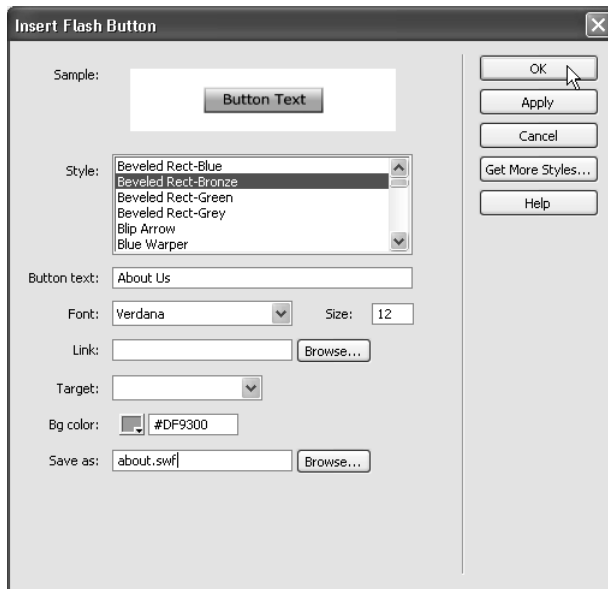 Insert Flash Button
Sample:
Button Text
OK
Apply
Cancel
Get More Styles...
Help
Style:
Beveled Rect-Blue
Beveled Rect-Bronze
Beveled Rect-Green
Beveled Rect-Grey
Blip Arrow
Blue Warper
Button text: About Us
Font: Verdana Size: 12
Link: Browse...
Target:
Bg color: #DF9300
Save as: about.swf Browse...